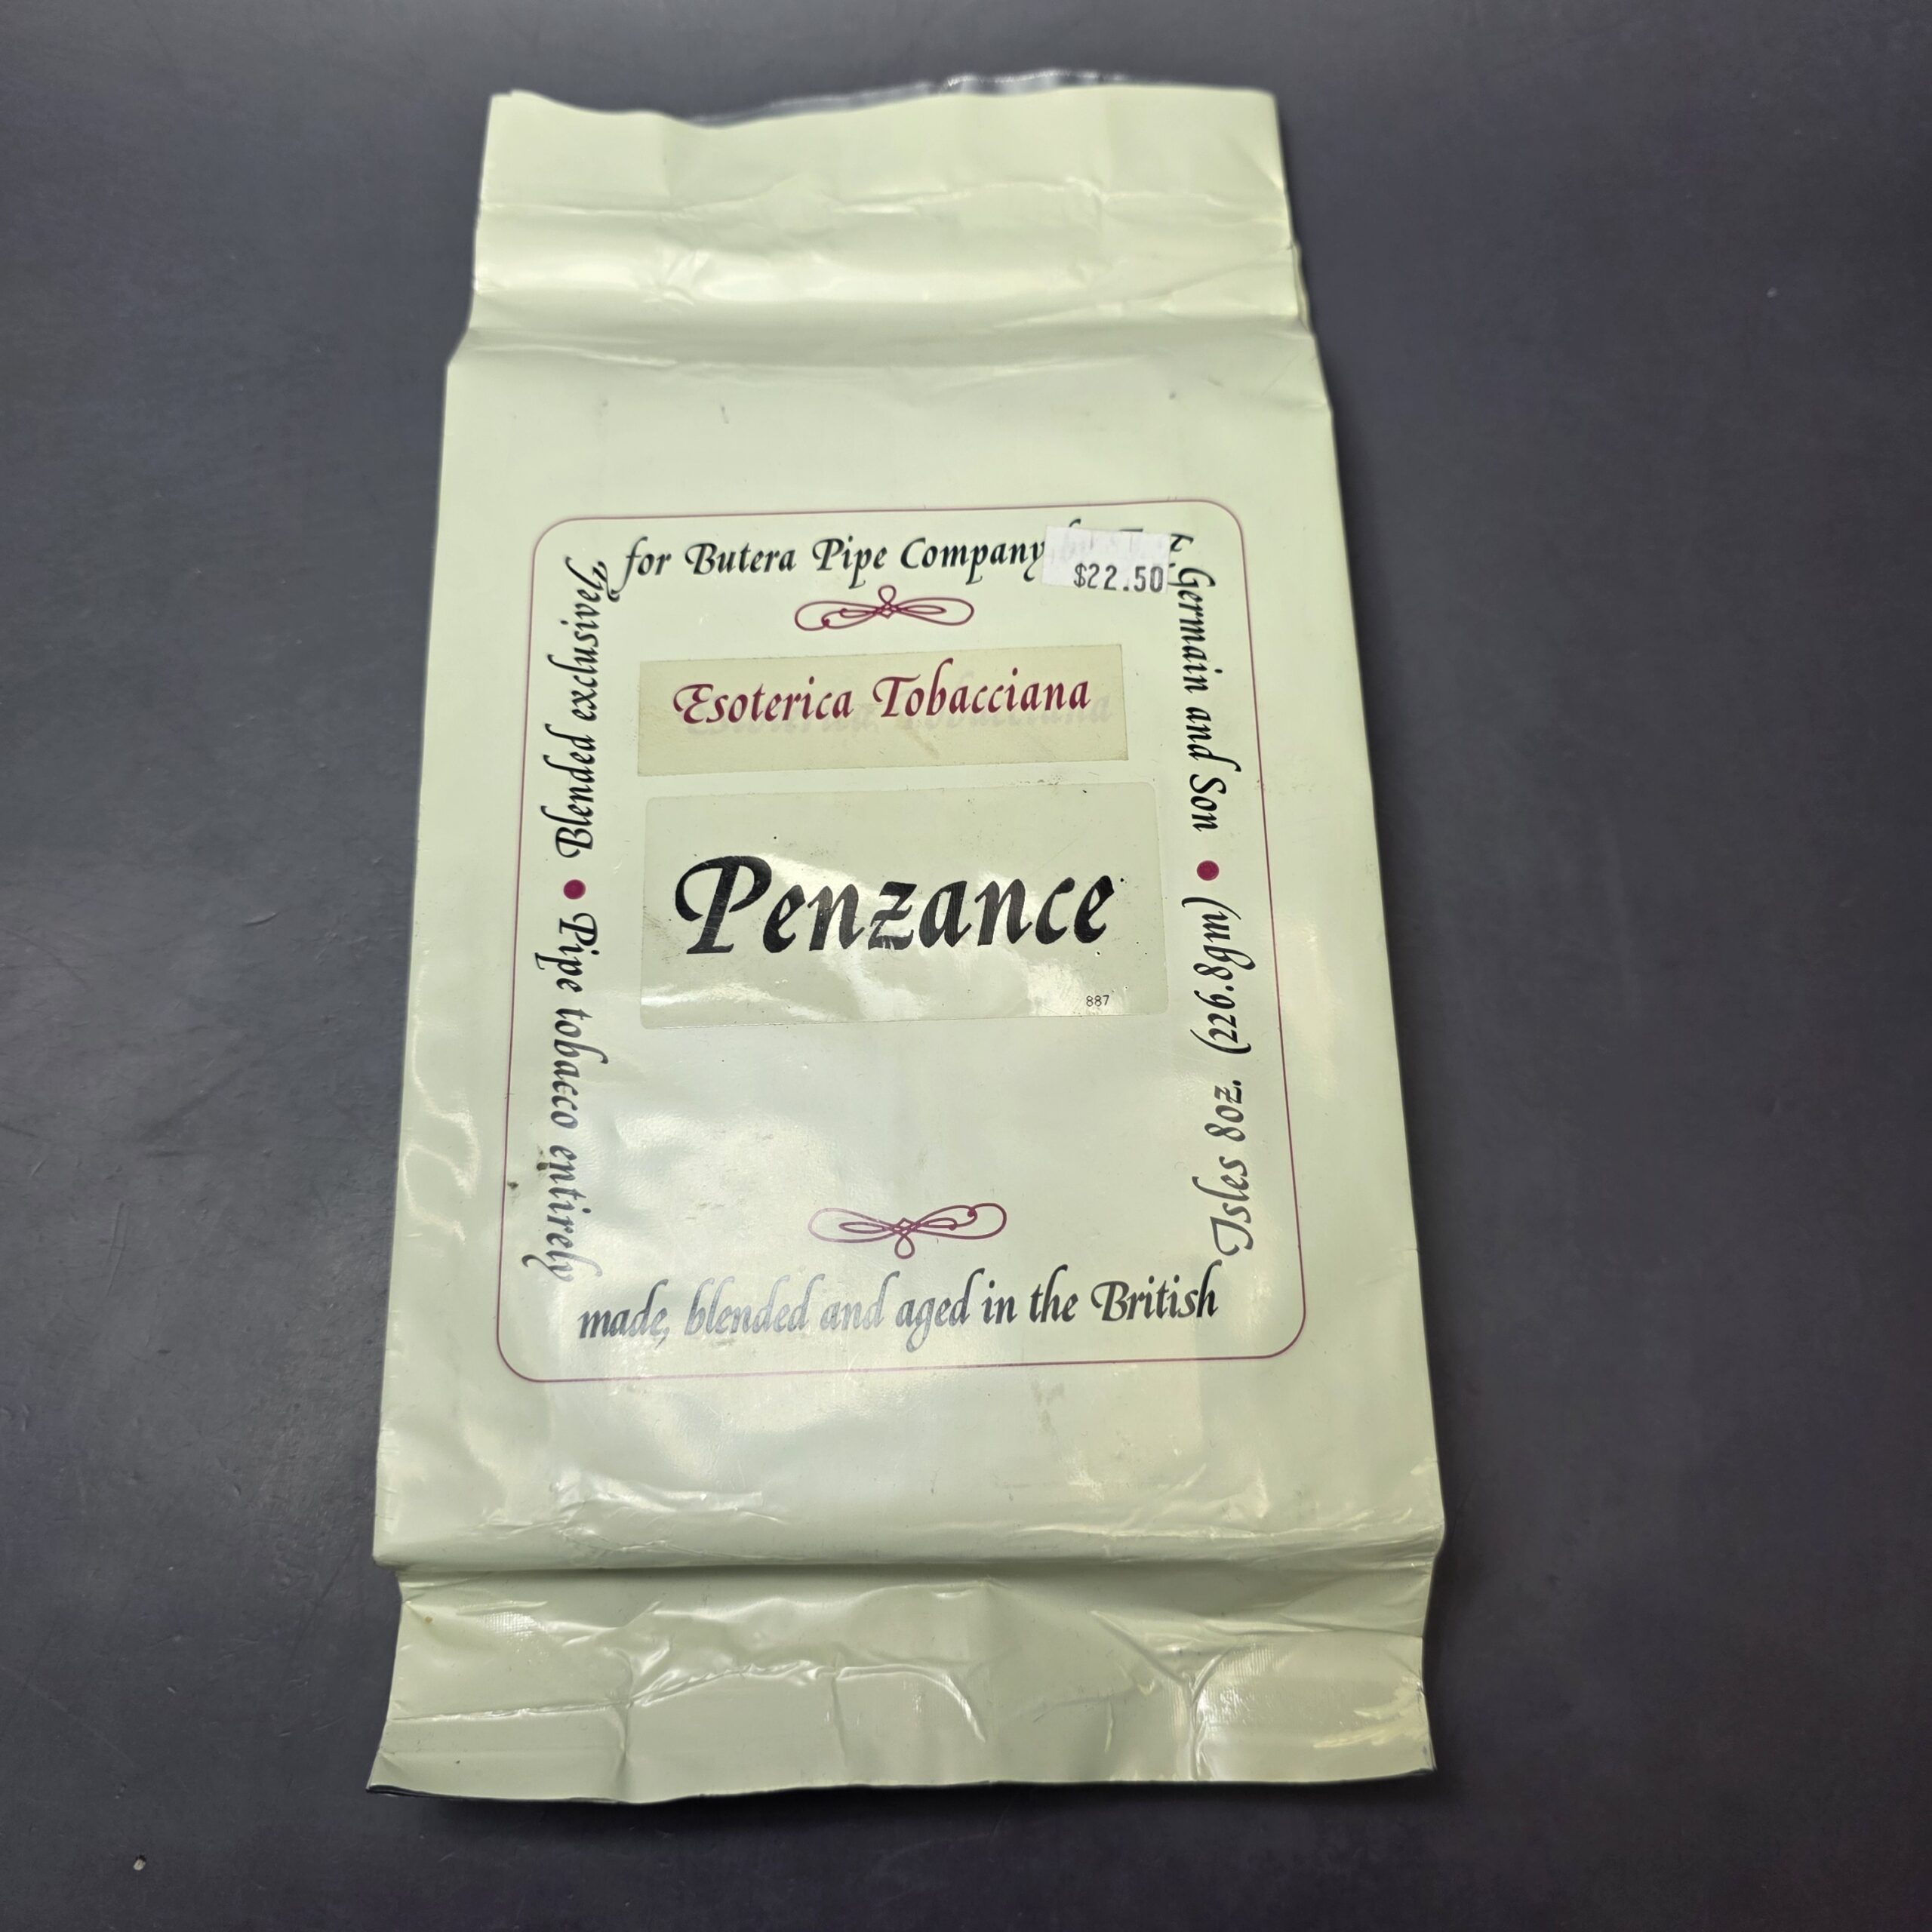 Blended exclusively
for Butera Pipe Company
Germain and Son
$22.50
Esoterica Tobacciana
Penzance
887
Pipe tobacco entirely
made, blended and aged in the British
Isles 8oz. (226.8gm)